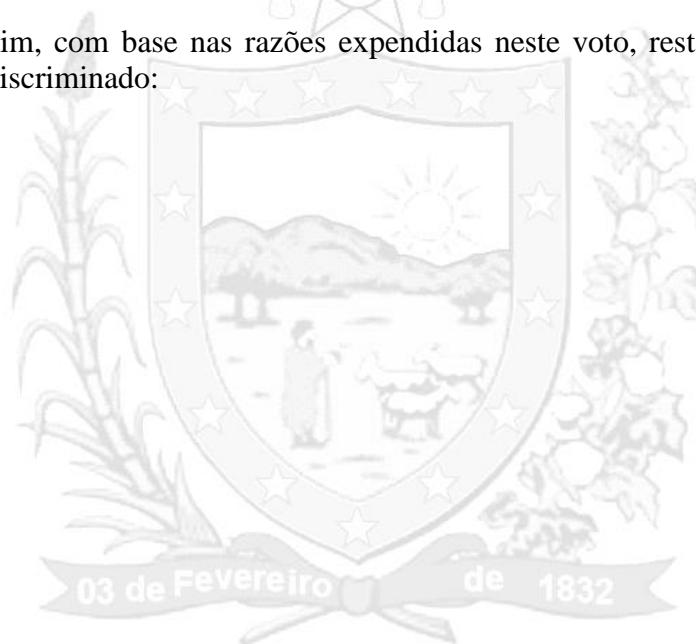 im, com base nas razões expendidas neste voto, rest
iscriminado:
03 de Fevereiro de 1832